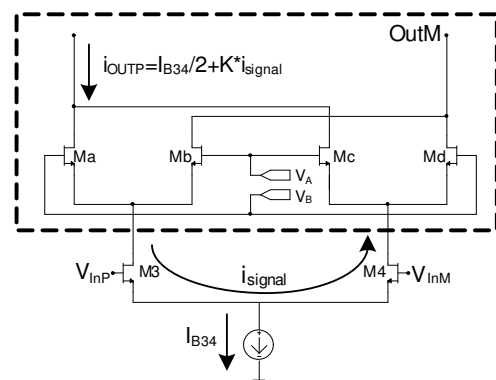 OutM
iOUTP=IB34/2+K*isignal
Ma
Mb
Mc
Md
VA
VB
VInP
M3
isignal
M4
VInM
IB34